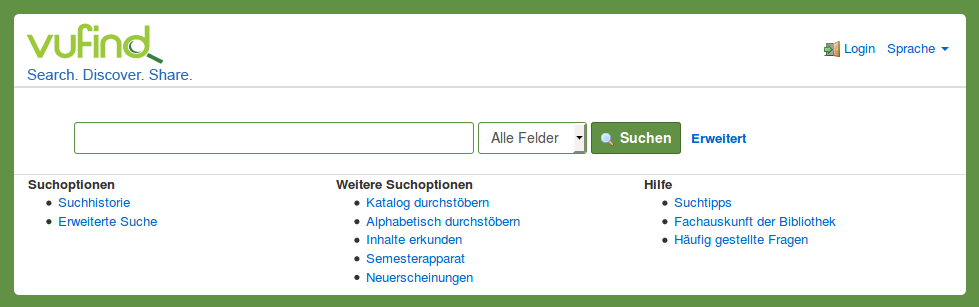 vufind
Search. Discover. Share.
Login Sprache
Alle Felder Suchen Erweitert
Suchoptionen
Suchhistorie
Erweiterte Suche
Weitere Suchoptionen
Katalog durchstöbern
Alphabetisch durchstöbern
Inhalte erkunden
Semesterapparat
Neuerscheinungen
Hilfe
Suchtipps
Fachauskunft der Bibliothek
Häufig gestellte Fragen